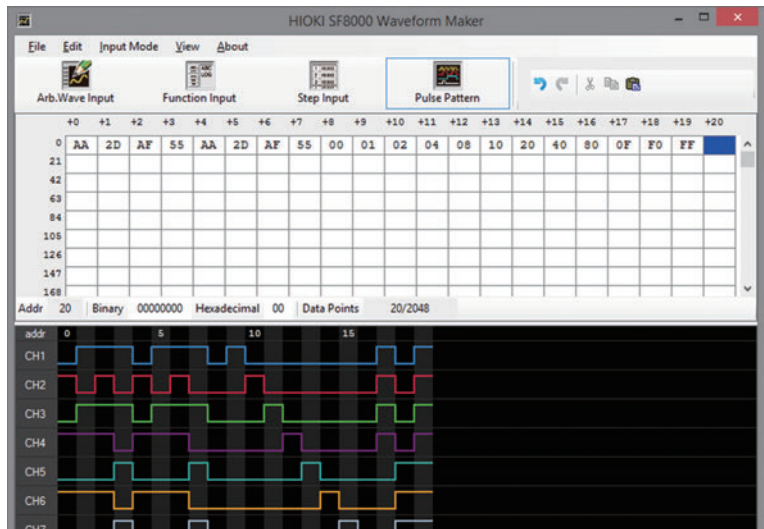 HIOKI SF8000 Waveform Maker
File Edit Input Mode View About
Arb.Wave Input Function Input Step Input Pulse Pattern
+0 +1 +2 +3 +4 +5 +6 +7 +8 +9 +10 +11 +12 +13 +14 +15 +16 +17 +18 +19 +20
0 AA 2D AF 55 AA 2D AF 55 00 01 02 04 08 10 20 40 80 0F F0 FF
21
42
63
84
105
126
147
168
Addr 20 Binary 00000000 Hexadecimal 00 Data Points 20/2048
addr 0 5 10 15
CH1
CH2
CH3
CH4
CH5
CH6
CH7